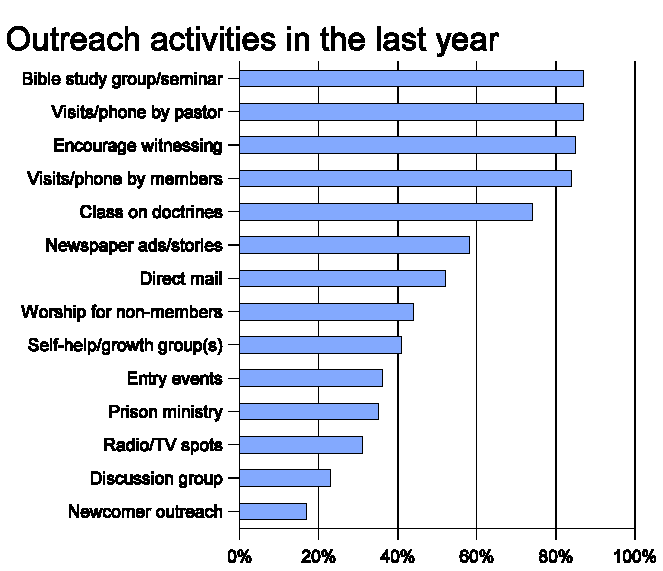 Outreach activities in the last year
Bible study group/seminar
Visits/phone by pastor
Encourage witnessing
Visits/phone by members
Class on doctrines
Newspaper ads/stories
Direct mail
Worship for non-members
Self-help/growth group(s)
Entry events
Prison ministry
Radio/TV spots
Discussion group
Newcomer outreach
0% 20% 40% 60% 80% 100%